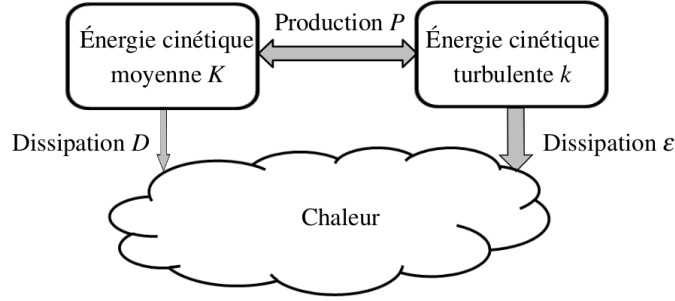 Production P
Énergie cinétique
moyenne K
Énergie cinétique
turbulente k
Dissipation D
Dissipation ε
Chaleur